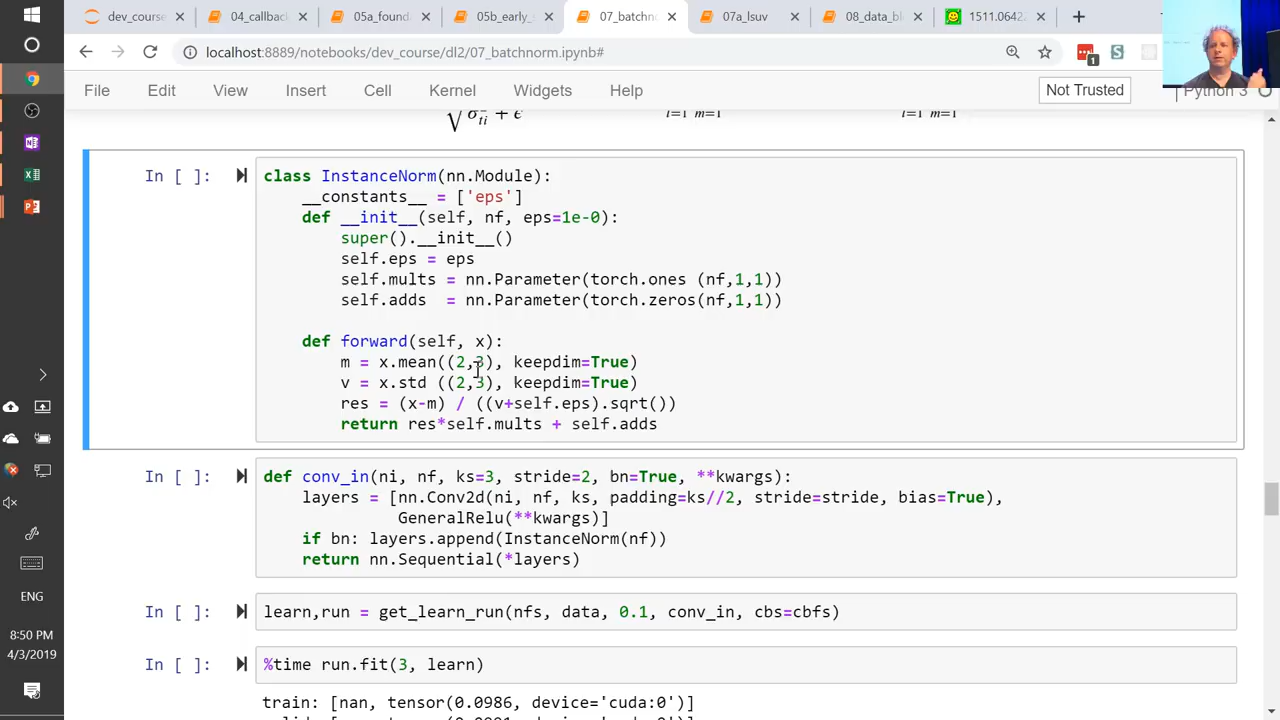 dev_course
04_callback
05a_found
05b_early_s
07_batchno
07a_lsuv
08_data_bl
1511.0642
localhost:8889/notebooks/dev_course/dl2/07_batchnorm.ipynb#
1
File Edit View Insert Cell Kernel Widgets Help
Not Trusted
Python 3
In [ ]:
class InstanceNorm(nn.Module):
__constants__ = ['eps']
def __init__(self, nf, eps=1e-0):
super().__init__()
self.eps = eps
self.mults = nn.Parameter(torch.ones (nf,1,1))
self.adds  = nn.Parameter(torch.zeros(nf,1,1))
def forward(self, x):
m = x.mean((2,3), keepdim=True)
v = x.std ((2,3), keepdim=True)
res = (x-m) / ((v+self.eps).sqrt())
return res*self.mults + self.adds
In [ ]:
def conv_in(ni, nf, ks=3, stride=2, bn=True, **kwargs):
layers = [nn.Conv2d(ni, nf, ks, padding=ks//2, stride=stride, bias=True),
GeneralRelu(**kwargs)]
if bn: layers.append(InstanceNorm(nf))
return nn.Sequential(*layers)
In [ ]:
learn,run = get_learn_run(nfs, data, 0.1, conv_in, cbs=cbfs)
In [ ]:
%time run.fit(3, learn)
train: [nan, tensor(0.0986, device='cuda:0')]
ENG
8:50 PM
4/3/2019